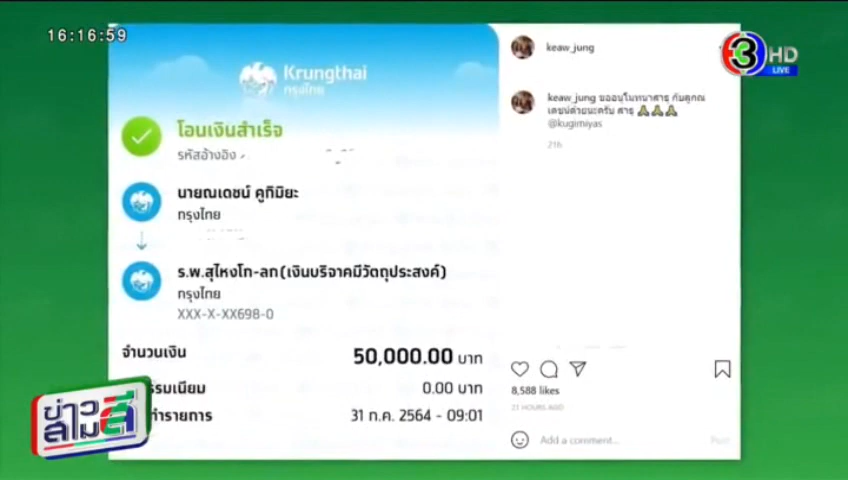 16:16:59
3 HD
LIVE
Krungthai
กรุงไทย
โอนเงินสำเร็จ
รหัสอ้างอิง
นายณเดชน์ คูกิมิยะ
กรุงไทย
ร.พ.สุไหงโก-ลก(เงินบริจาคมีวัตถุประสงค์)
กรุงไทย
XXX-X-XX698-0
จำนวนเงิน 50,000.00 บาท
รรมเนียม 0.00 บาท
ทำรายการ 31 ก.ค. 2564 - 09:01
ข่าว
สามสี
keaw_jung
keaw_jung ขออนุโมทนาสาธุ กับลูกณ
เดชน์ด้วยนะครับ สาธุ 🙏🙏🙏
@kugimiyas
21h
8,588 likes
21 HOURS AGO
Add a comment...
Post